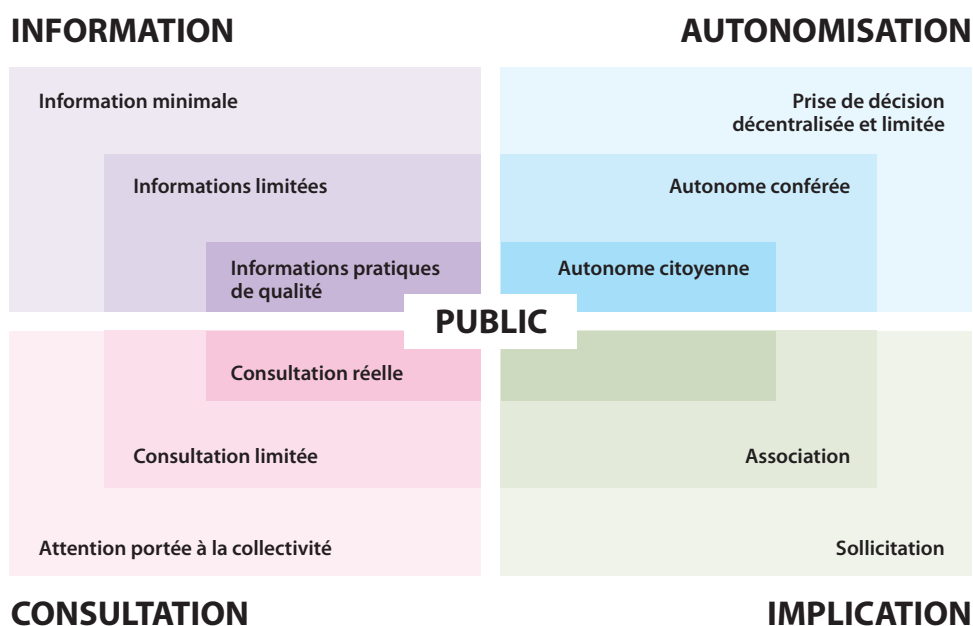 INFORMATION
AUTONOMISATION
Information minimale
Prise de décision
décentralisée et limitée
Informations limitées
Autonome conférée
Informations pratiques
de qualité
Autonome citoyenne
PUBLIC
Consultation réelle
Consultation limitée
Association
Attention portée à la collectivité
Sollicitation
CONSULTATION
IMPLICATION